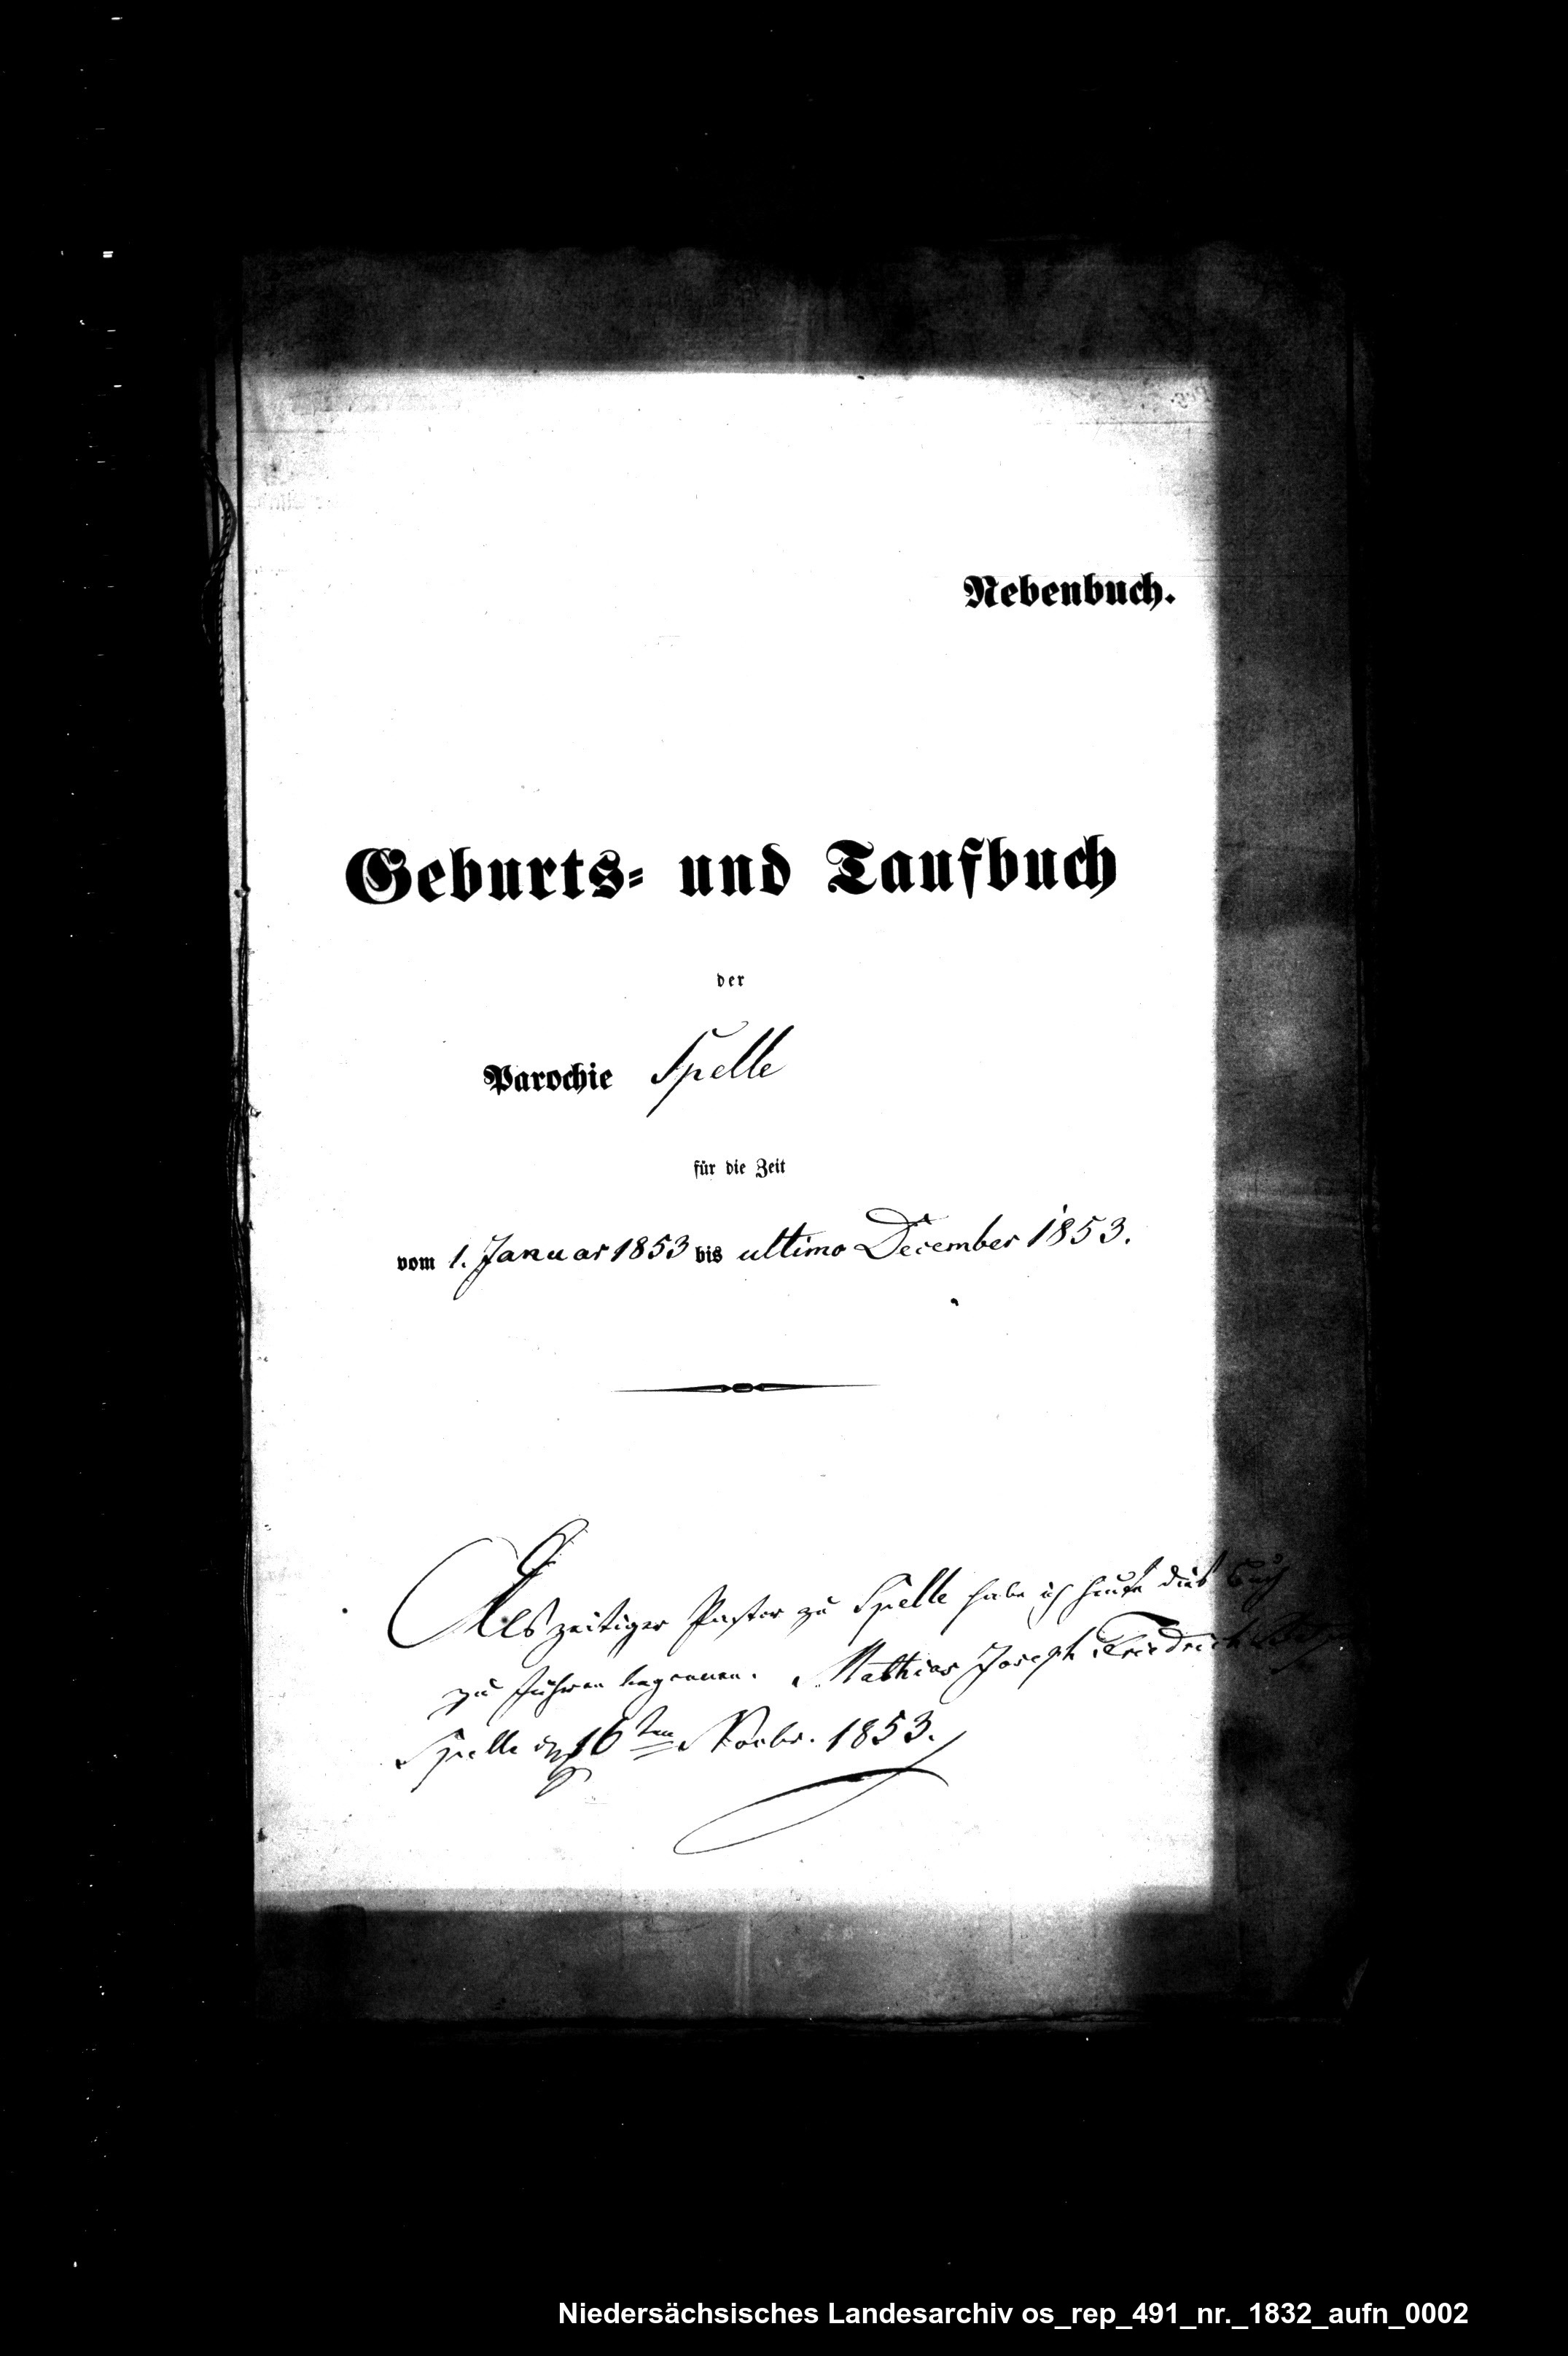 Nebenbuch.
Geburts- und Taufbuch
der
Parochie Spelle
für die Zeit
vom 1. Januar 1853 bis ultimo December 1853.
Als zeitiger Pastor zu Spelle habe ich heute dies Buch
zu führen begonnen. Mathias Joseph Friedrich
Spelle den 16ten Novbr. 1853.
Niedersächsisches Landesarchiv os_rep_491_nr._1832_aufn_0002